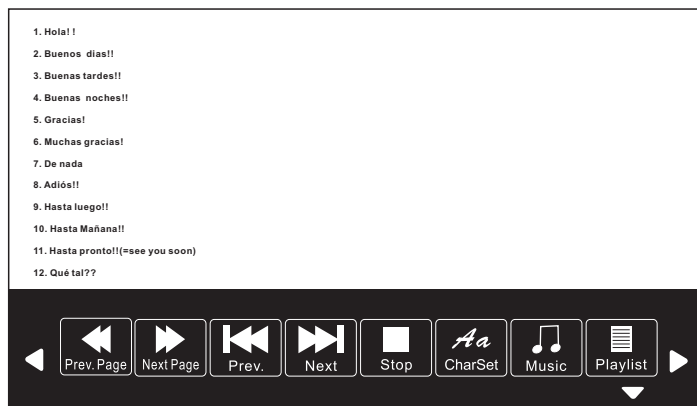 1. Hola! !
2. Buenos dias!!
3. Buenas tardes!!
4. Buenas noches!!
5. Gracias!
6. Muchas gracias!
7. De nada
8. Adiós!!
9. Hasta luego!!
10. Hasta Mañana!!
11. Hasta pronto!!(=see you soon)
12. Qué tal??
Prev. Page Next Page Prev. Next Stop Aa CharSet Music Playlist